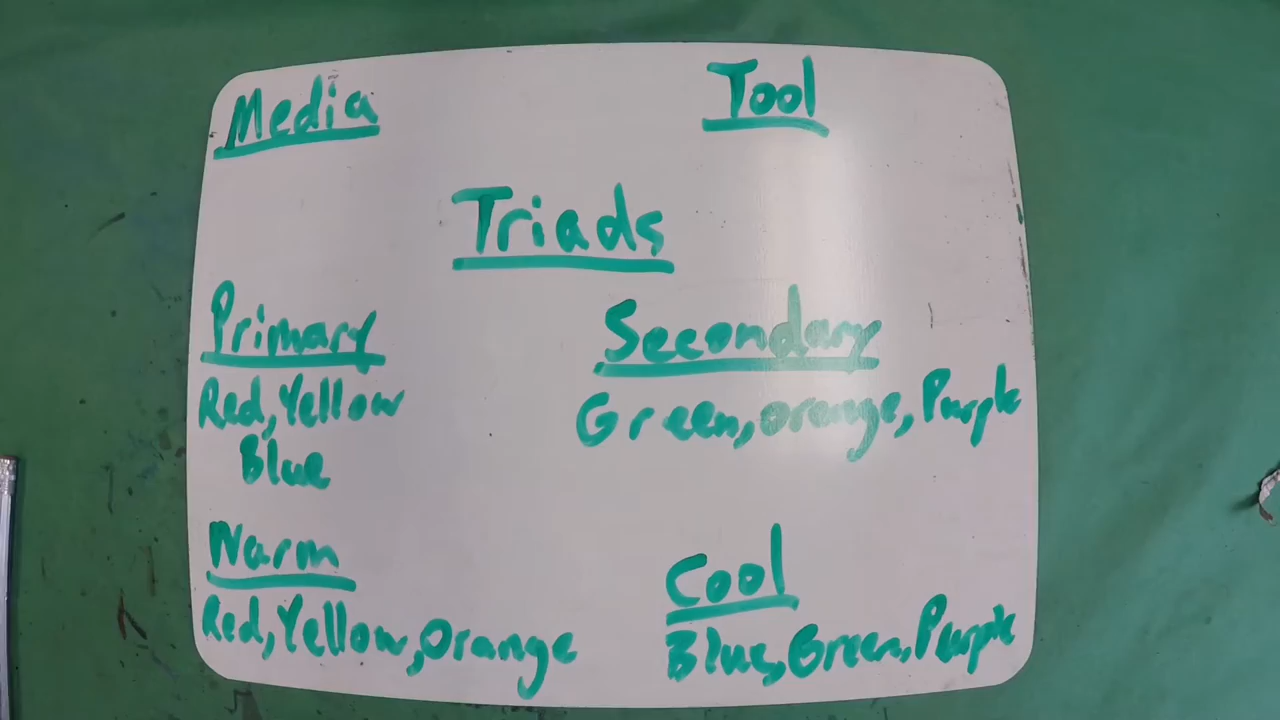 Media
Tool
Triads
Primary
Red, Yellow
Blue
Secondary
Green, orange, Purple
Warm
Red, Yellow, Orange
Cool
Blue, Green, Purple